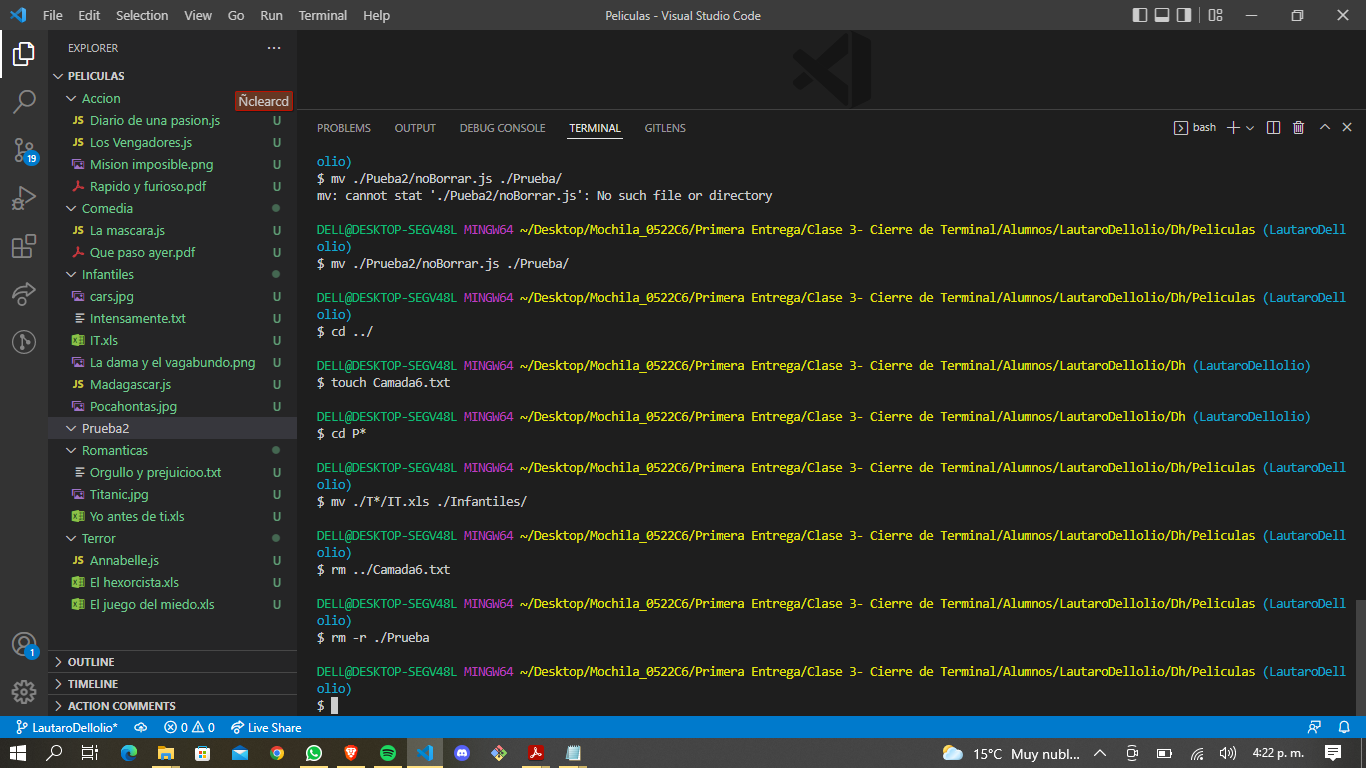 File Edit Selection View Go Run Terminal Help
Peliculas - Visual Studio Code
EXPLORER
PELICULAS
Accion
Ñclearcd
Diario de una pasion.js U
Los Vengadores.js U
Mision imposible.png U
Rapido y furioso.pdf U
Comedia
La mascara.js U
Que paso ayer.pdf U
Infantiles
cars.jpg U
Intensamente.txt U
IT.xls U
La dama y el vagabundo.png U
Madagascar.js U
Pocahontas.jpg U
Prueba2
Romanticas
Orgullo y prejuicioo.txt U
Titanic.jpg U
Yo antes de ti.xls U
Terror
Annabelle.js U
El hexorcista.xls U
El juego del miedo.xls U
OUTLINE
TIMELINE
ACTION COMMENTS
19
1
PROBLEMS OUTPUT DEBUG CONSOLE TERMINAL GITLENS
bash
olio)
$ mv ./Pueba2/noBorrar.js ./Prueba/
mv: cannot stat './Pueba2/noBorrar.js': No such file or directory
DELL@DESKTOP-SEGV48L MINGW64 ~/Desktop/Mochila_0522C6/Primera Entrega/Clase 3- Cierre de Terminal/Alumnos/LautaroDellolio/Dh/Peliculas (LautaroDell
olio)
$ mv ./Prueba2/noBorrar.js ./Prueba/
DELL@DESKTOP-SEGV48L MINGW64 ~/Desktop/Mochila_0522C6/Primera Entrega/Clase 3- Cierre de Terminal/Alumnos/LautaroDellolio/Dh/Peliculas (LautaroDell
olio)
$ cd ../
DELL@DESKTOP-SEGV48L MINGW64 ~/Desktop/Mochila_0522C6/Primera Entrega/Clase 3- Cierre de Terminal/Alumnos/LautaroDellolio/Dh (LautaroDellolio)
$ touch Camada6.txt
DELL@DESKTOP-SEGV48L MINGW64 ~/Desktop/Mochila_0522C6/Primera Entrega/Clase 3- Cierre de Terminal/Alumnos/LautaroDellolio/Dh (LautaroDellolio)
$ cd P*
DELL@DESKTOP-SEGV48L MINGW64 ~/Desktop/Mochila_0522C6/Primera Entrega/Clase 3- Cierre de Terminal/Alumnos/LautaroDellolio/Dh/Peliculas (LautaroDell
olio)
$ mv ./T*/IT.xls ./Infantiles/
DELL@DESKTOP-SEGV48L MINGW64 ~/Desktop/Mochila_0522C6/Primera Entrega/Clase 3- Cierre de Terminal/Alumnos/LautaroDellolio/Dh/Peliculas (LautaroDell
olio)
$ rm ../Camada6.txt
DELL@DESKTOP-SEGV48L MINGW64 ~/Desktop/Mochila_0522C6/Primera Entrega/Clase 3- Cierre de Terminal/Alumnos/LautaroDellolio/Dh/Peliculas (LautaroDell
olio)
$ rm -r ./Prueba
DELL@DESKTOP-SEGV48L MINGW64 ~/Desktop/Mochila_0522C6/Primera Entrega/Clase 3- Cierre de Terminal/Alumnos/LautaroDellolio/Dh/Peliculas (LautaroDell
olio)
$
LautaroDellolio* 0 0 Live Share
15°C Muy nubl... 4:22 p. m.